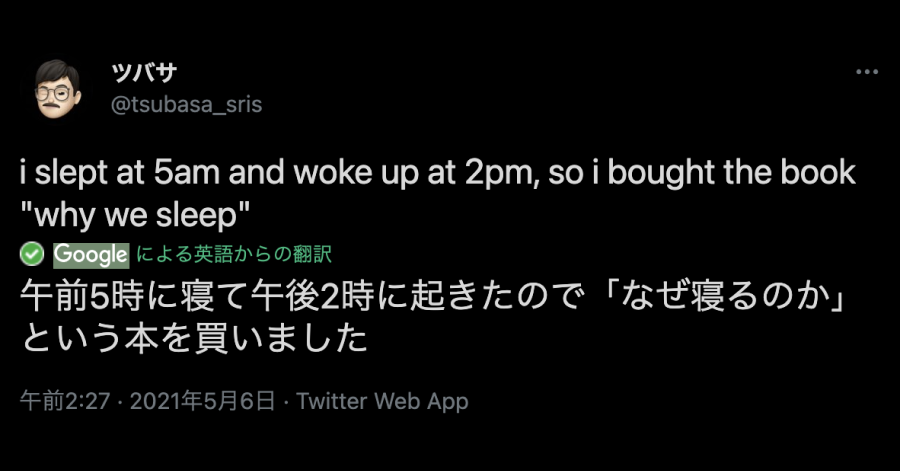 ツバサ
@tsubasa_sris
i slept at 5am and woke up at 2pm, so i bought the book
"why we sleep"
Google による英語からの翻訳
午前5時に寝て午後2時に起きたので「なぜ寝るのか」
という本を買いました
午前2:27 · 2021年5月6日 · Twitter Web App